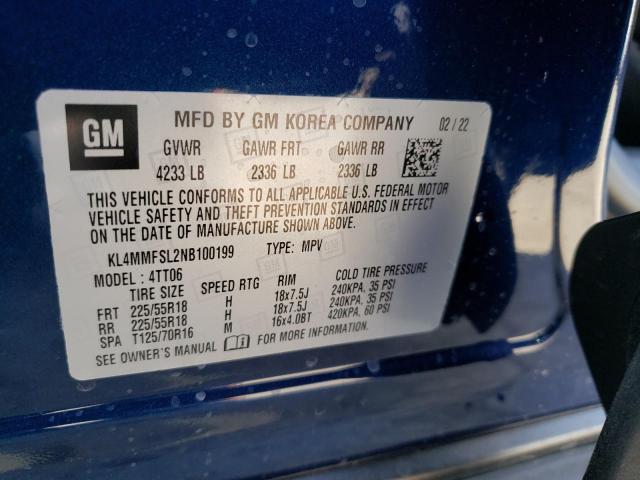 GM
MFD BY GM KOREA COMPANY 02 / 22
GVWR GAWR FRT GAWR RR
4233 LB 2336 LB 2336 LB
THIS VEHICLE CONFORMS TO ALL APPLICABLE U.S. FEDERAL MOTOR
VEHICLE SAFETY AND THEFT PREVENTION STANDARDS IN EFFECT
ON THE DATE OF MANUFACTURE SHOWN ABOVE.
KL4MMFSL2NB100199 TYPE: MPV
MODEL: 4TT06
TIRE SIZE SPEED RTG RIM COLD TIRE PRESSURE
FRT 225/55R18 H 18x7.5J 240KPA, 35 PSI
RR 225/55R18 H 18x7.5J 240KPA, 35 PSI
SPA T125/70R16 M 16x4.0BT 420KPA, 60 PSI
SEE OWNER'S MANUAL FOR MORE INFORMATION.